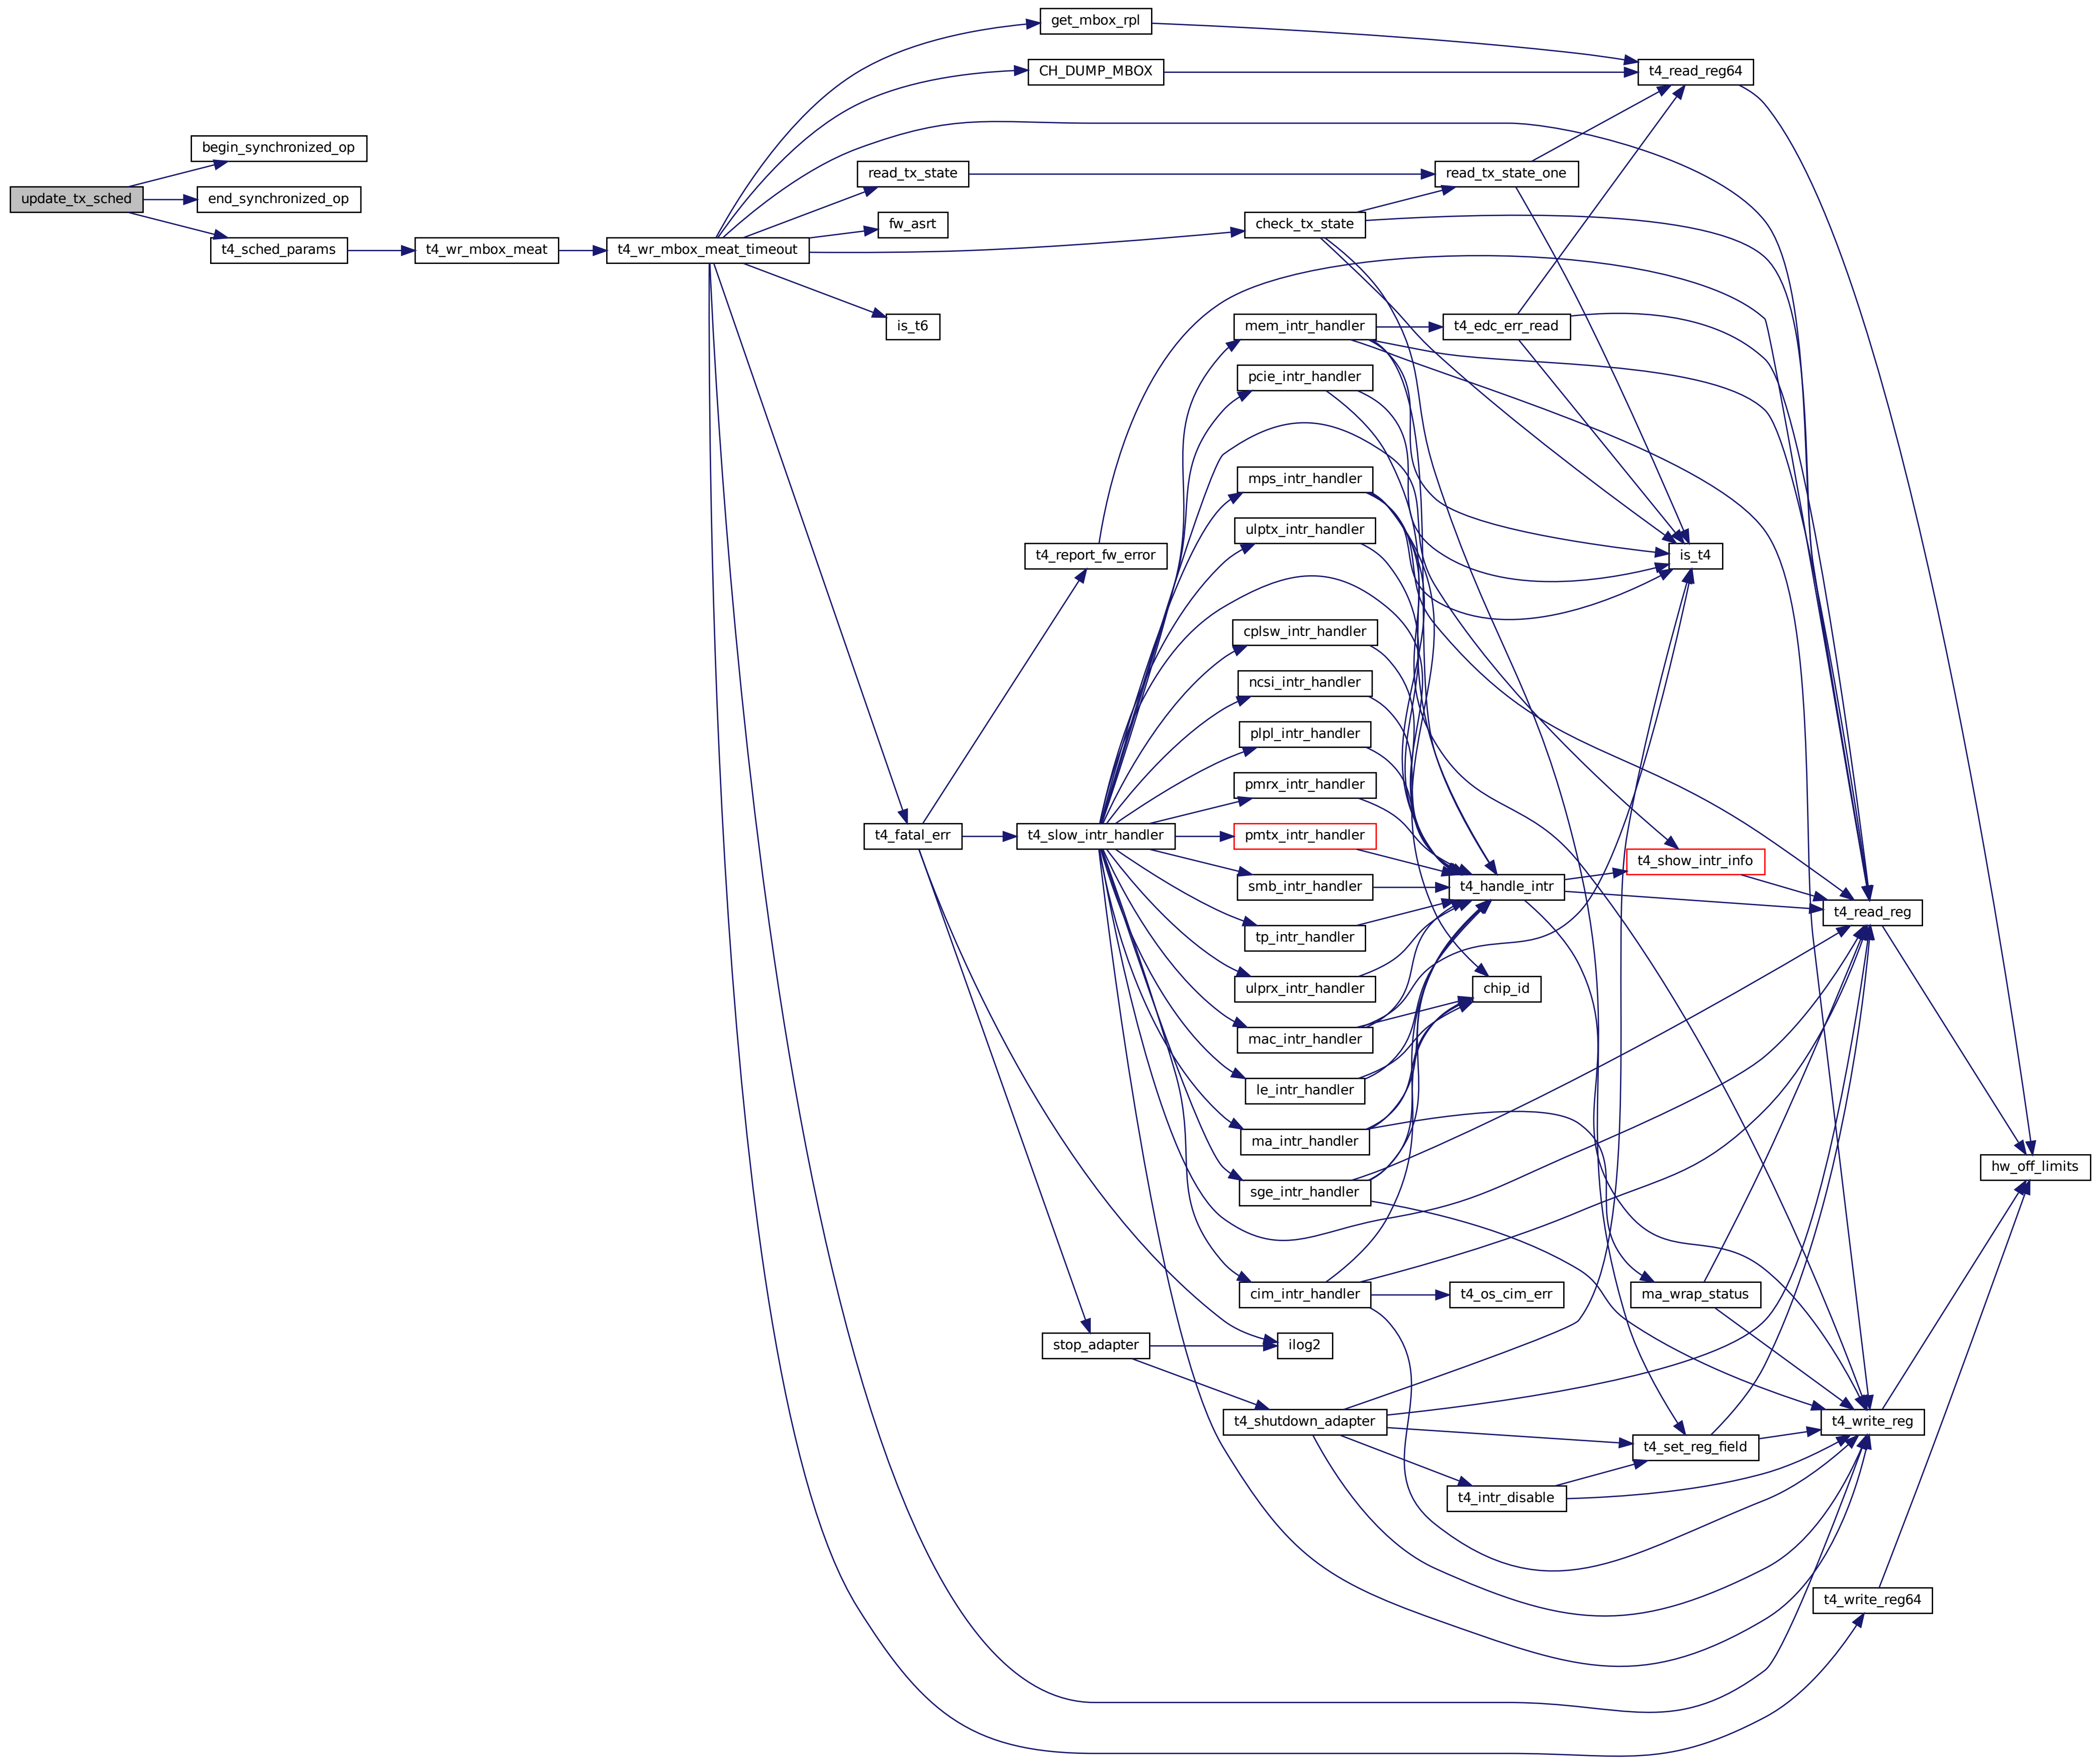 get_mbox_rpl
CH_DUMP_MBOX
t4_read_reg64
begin_synchronized_op
read_tx_state
read_tx_state_one
update_tx_sched
end_synchronized_op
fw_asrt
check_tx_state
t4_sched_params
t4_wr_mbox_meat
t4_wr_mbox_meat_timeout
is_t6
mem_intr_handler
t4_edc_err_read
pcie_intr_handler
mps_intr_handler
ulptx_intr_handler
t4_report_fw_error
is_t4
cplsw_intr_handler
ncsi_intr_handler
plpl_intr_handler
pmrx_intr_handler
t4_fatal_err
t4_slow_intr_handler
pmtx_intr_handler
t4_show_intr_info
smb_intr_handler
t4_handle_intr
t4_read_reg
tp_intr_handler
ulprx_intr_handler
chip_id
mac_intr_handler
le_intr_handler
ma_intr_handler
hw_off_limits
sge_intr_handler
cim_intr_handler
t4_os_cim_err
ma_wrap_status
stop_adapter
ilog2
t4_shutdown_adapter
t4_write_reg
t4_set_reg_field
t4_intr_disable
t4_write_reg64